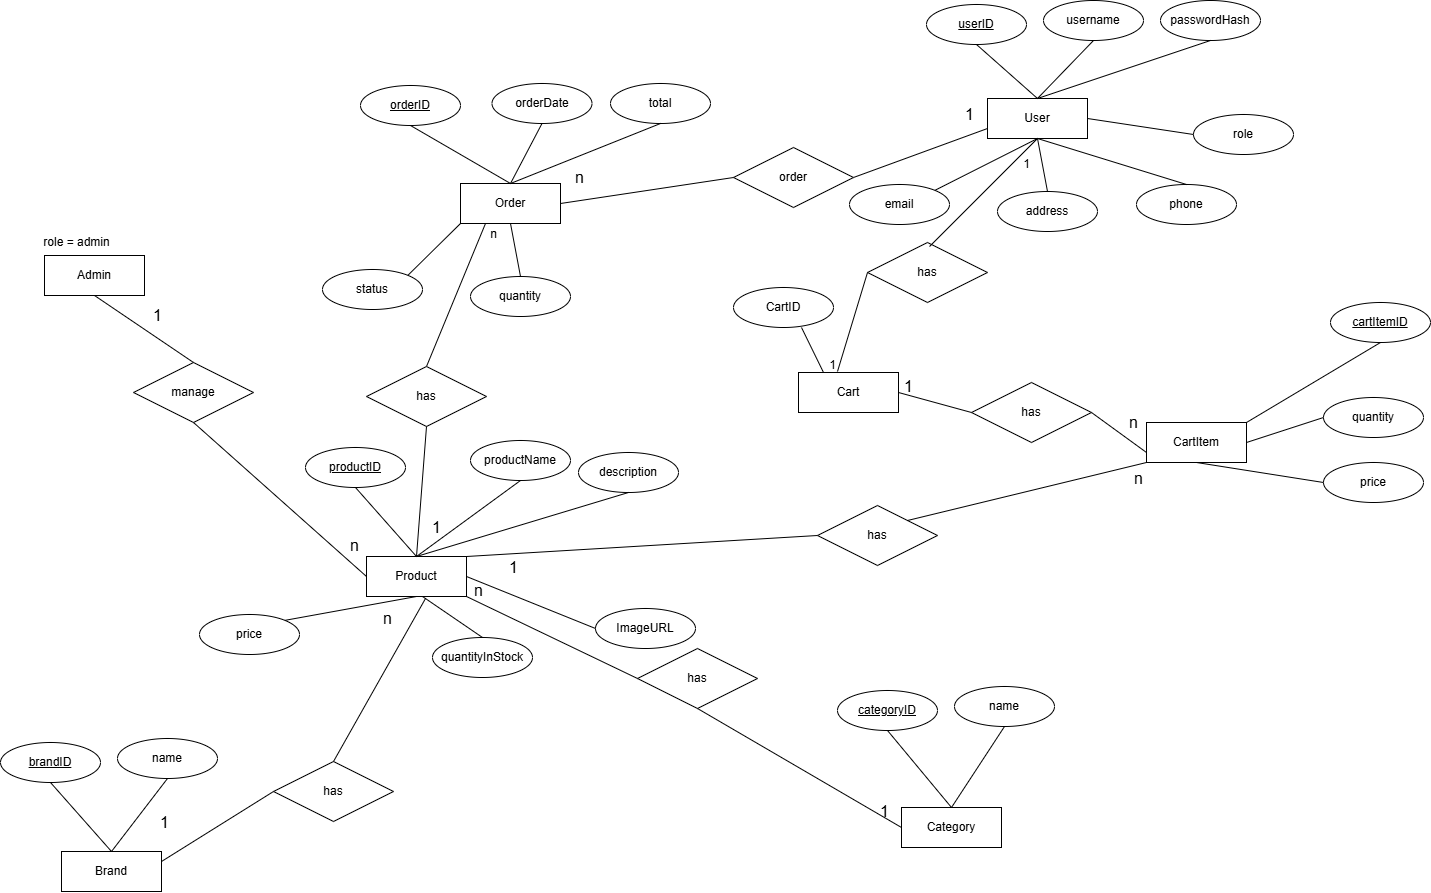 userID
username
passwordHash
orderID
orderDate
total
1
User
role
n
order
1
Order
email
address
phone
n
role = admin
Admin
has
status
quantity
1
CartID
cartItemID
1
manage
has
Cart
1
has
has
quantity
n
CartItem
productID
productName
description
n
price
1
has
n
1
Product
n
n
price
ImageURL
quantityInStock
has
categoryID
name
brandID
name
has
1
1
Category
Brand